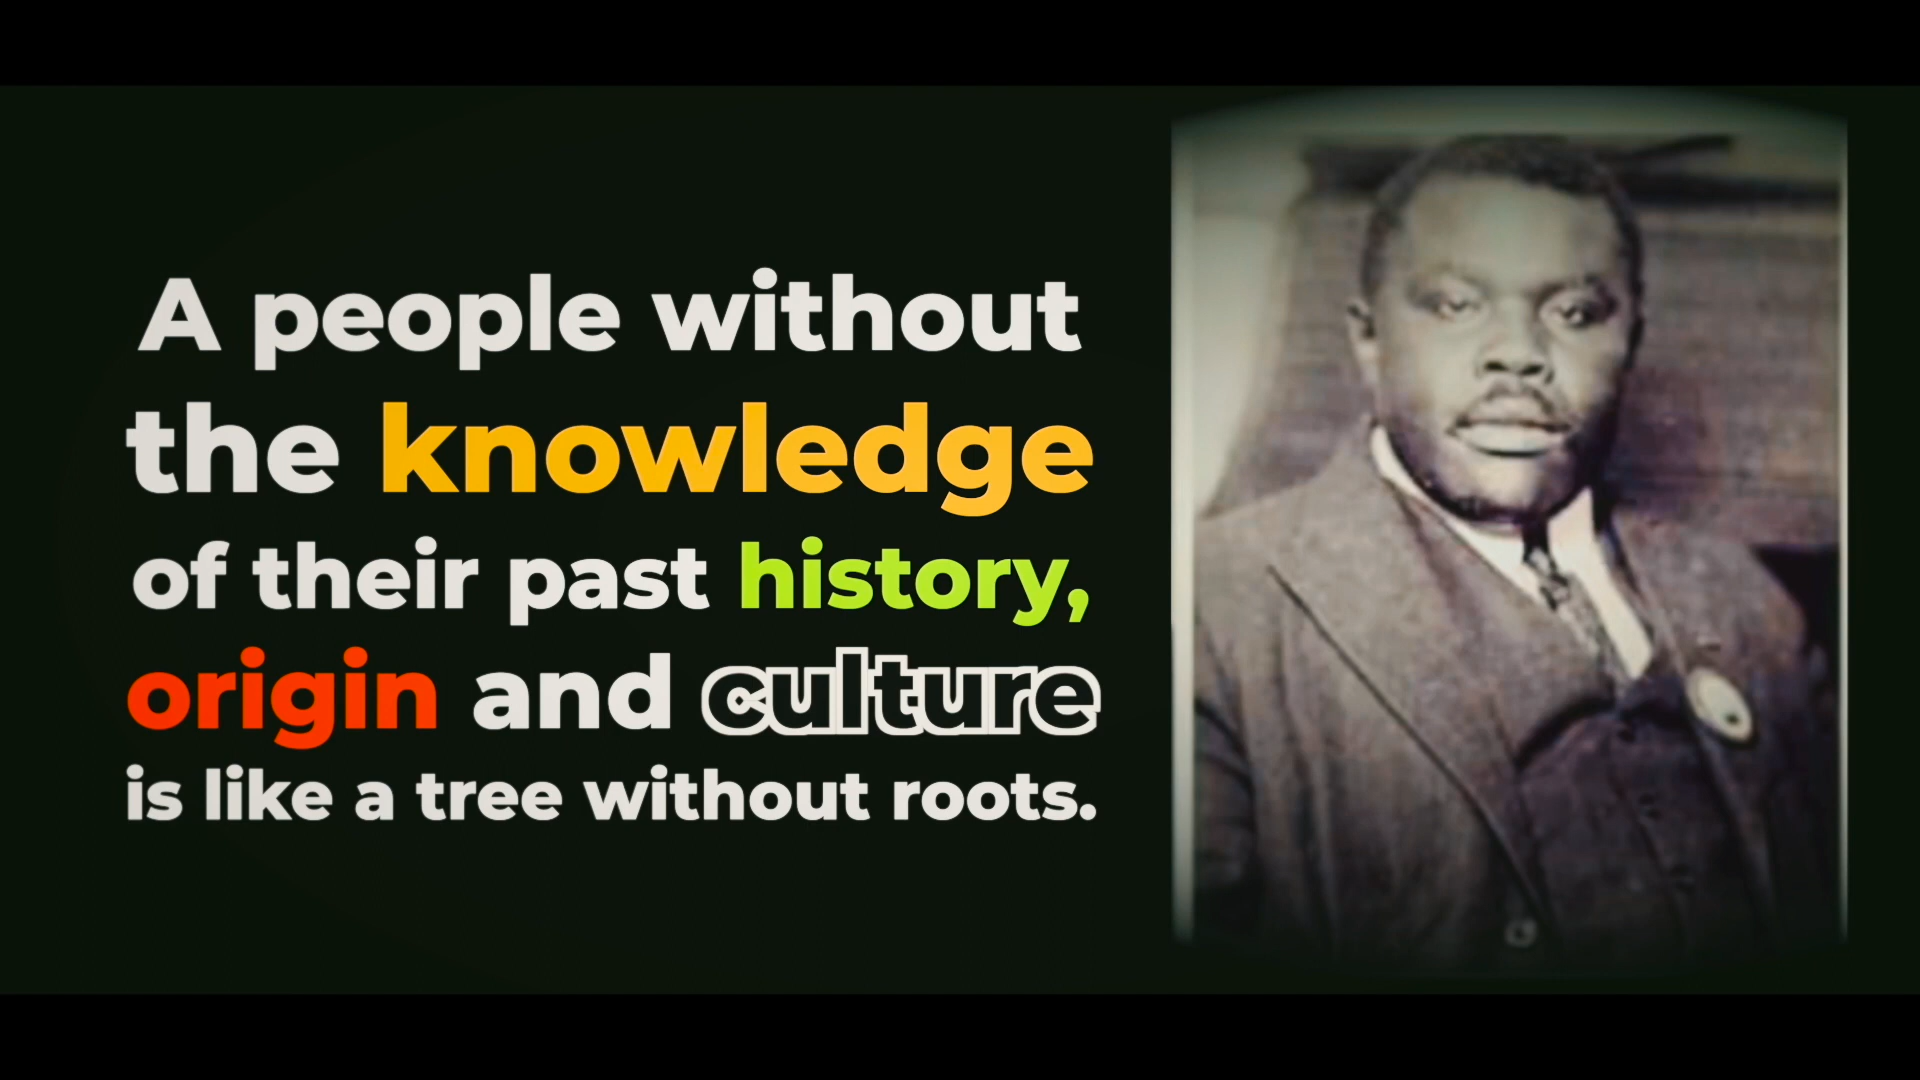 A people without
the knowledge
of their past history,
origin and culture
is like a tree without roots.